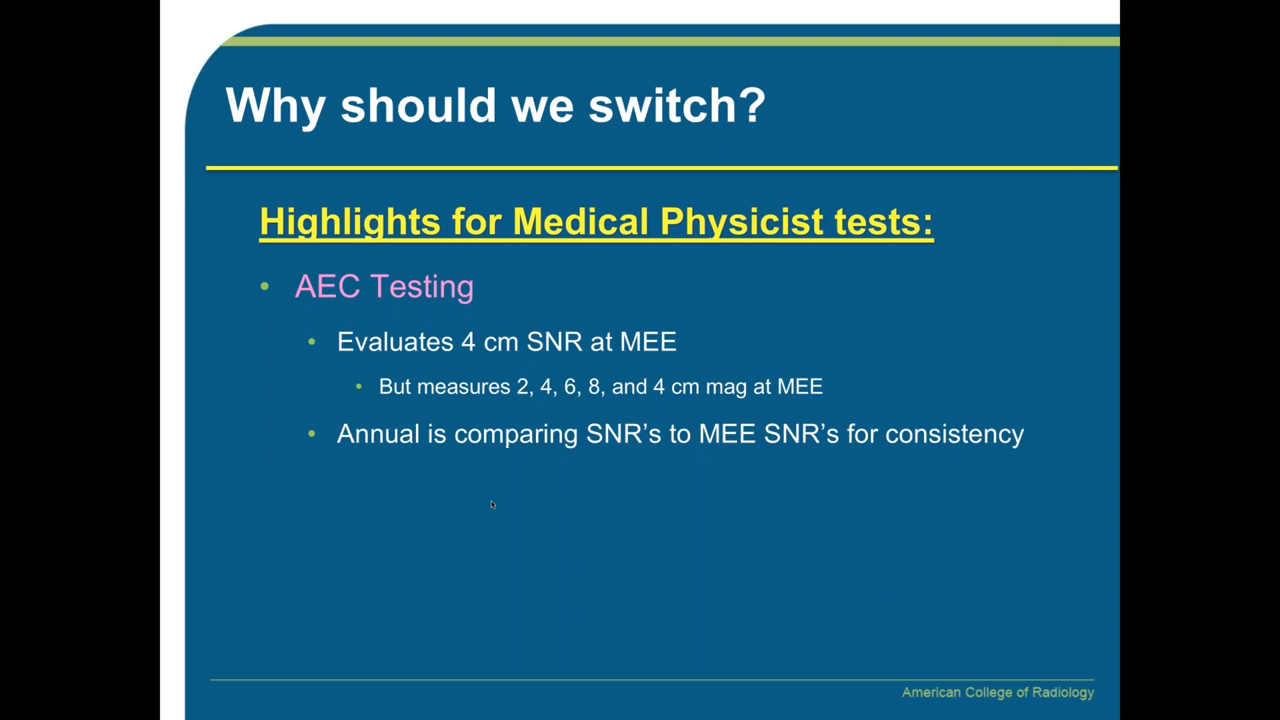 Why should we switch?
Highlights for Medical Physicist tests:
• AEC Testing
• Evaluates 4 cm SNR at MEE
• But measures 2, 4, 6, 8, and 4 cm mag at MEE
• Annual is comparing SNR’s to MEE SNR’s for consistency
American College of Radiology